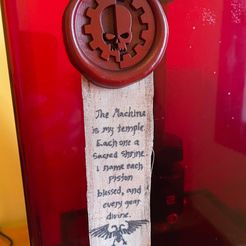 The Machine
is my temple.
Each one a
sacred shrine.
i name each
piston
blessed, and
every gear
divine.